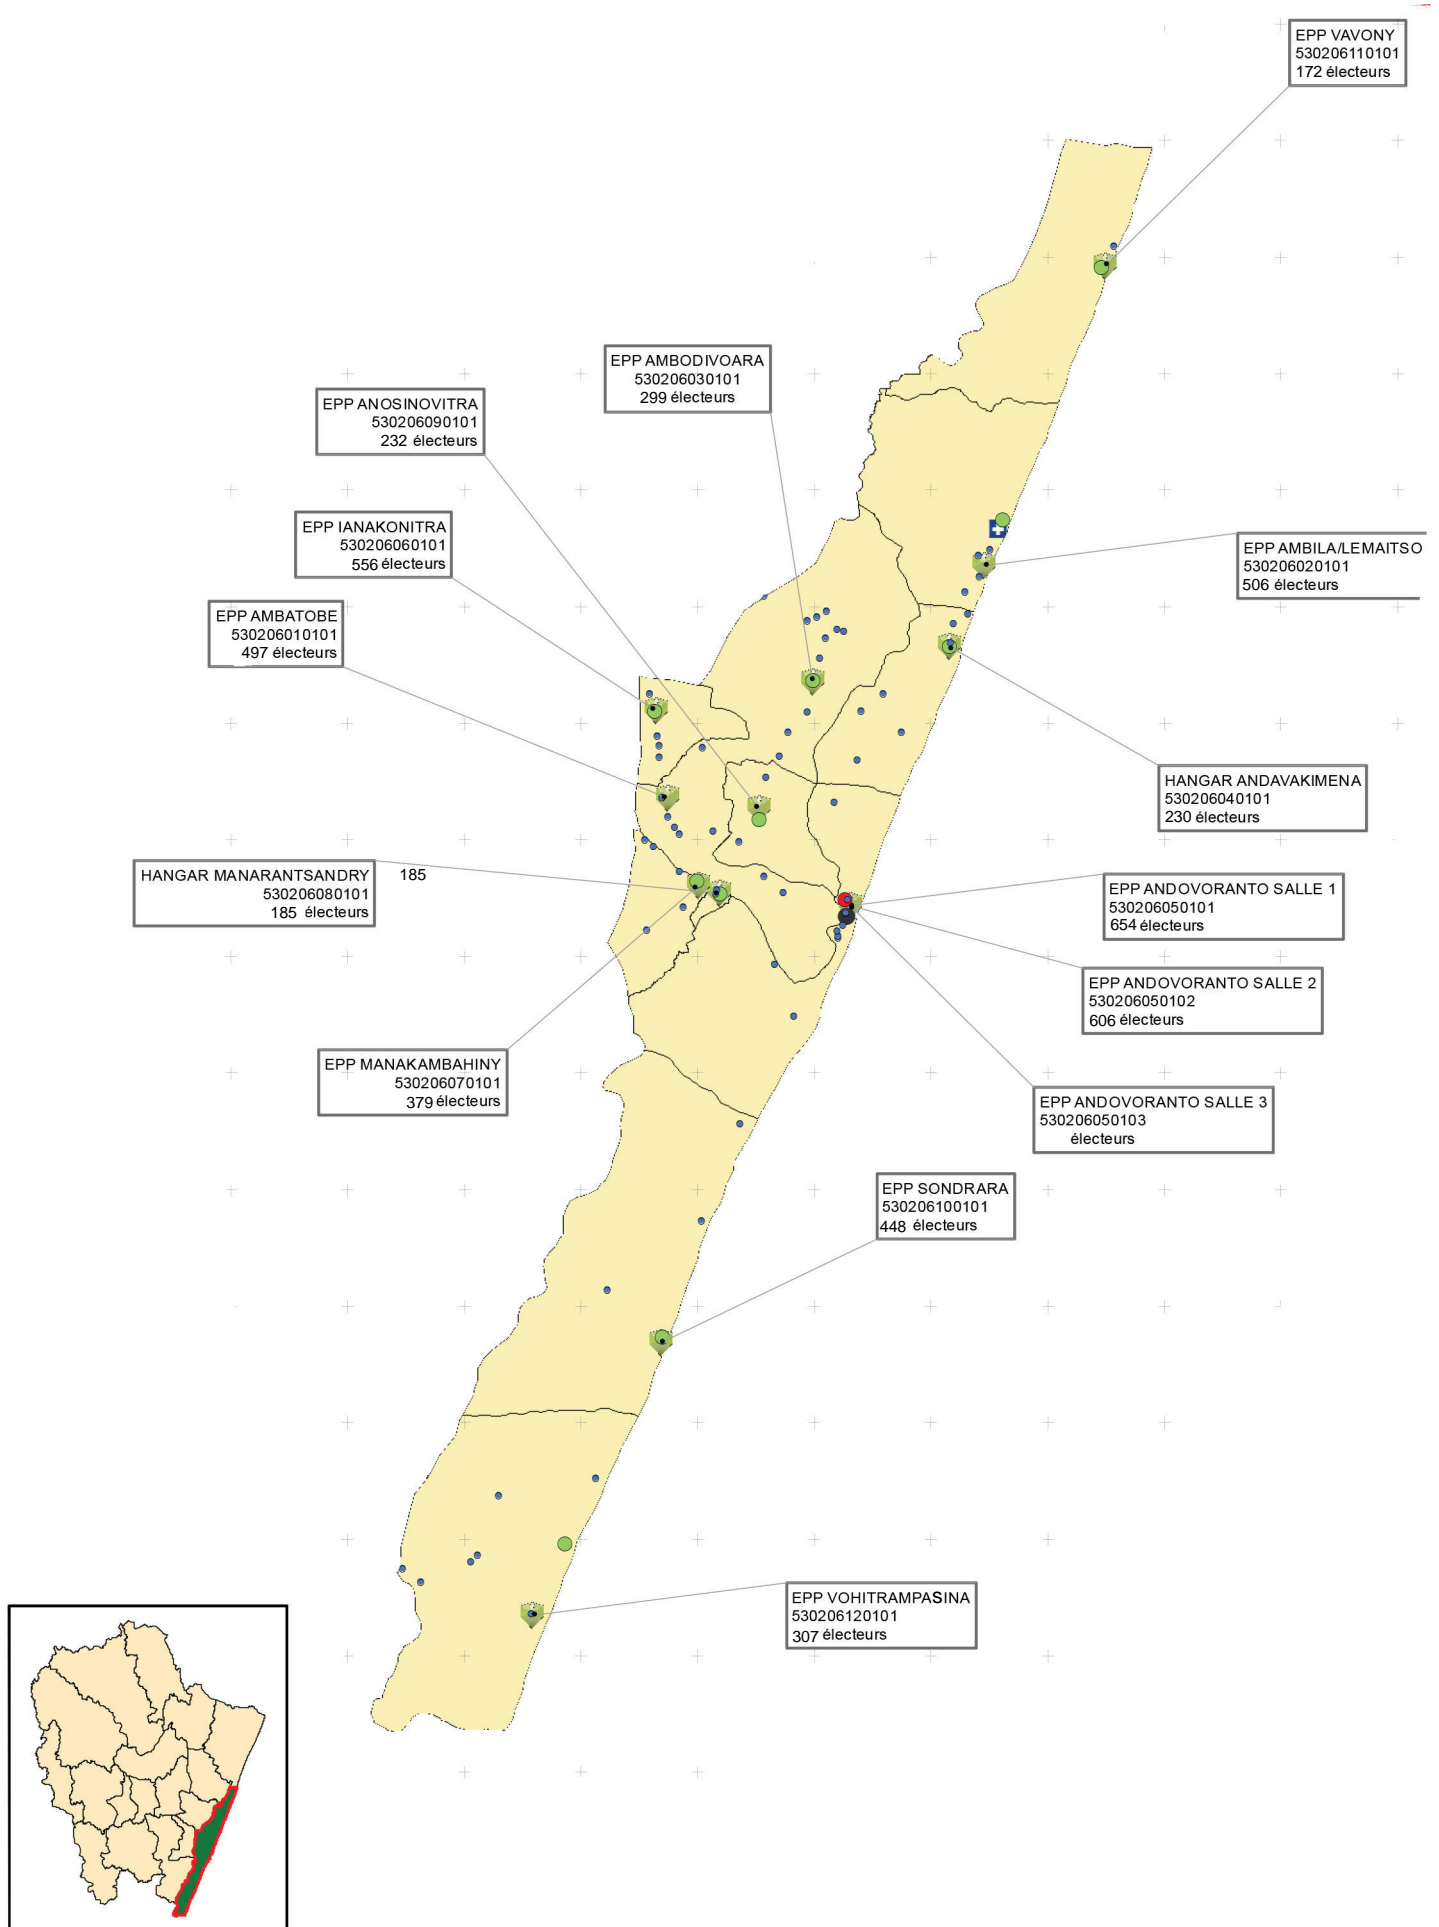 EPP VAVONY
530206110101
172 électeurs
EPP AMBODIVOARA
530206030101
299 électeurs
EPP ANOSINOVITRA
530206090101
232 électeurs
EPP IANAKONITRA
530206060101
556 électeurs
EPP AMBILA/LEMAITSO
530206020101
506 électeurs
EPP AMBATOBE
530206010101
497 électeurs
HANGAR ANDAVAKIMENA
530206040101
230 électeurs
HANGAR MANARANTSANDRY
530206080101
185 électeurs
185
EPP ANDOVORANTO SALLE 1
530206050101
654 électeurs
EPP ANDOVORANTO SALLE 2
530206050102
606 électeurs
EPP MANAKAMBAHINY
530206070101
379 électeurs
EPP ANDOVORANTO SALLE 3
530206050103
électeurs
EPP SONDRARA
530206100101
448 électeurs
EPP VOHITRAMPASINA
530206120101
307 électeurs